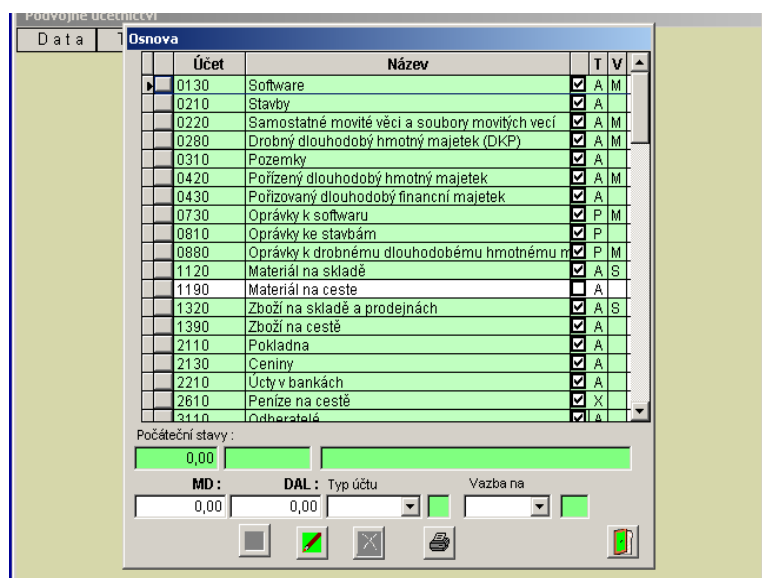 Podvojné účetnictví
Data
Osnova
Účet Název T V
0130 Software A M
0210 Stavby A
0220 Samostatné movité věci a soubory movitých vecí A M
0280 Drobný dlouhodobý hmotný majetek (DKP) A M
0310 Pozemky A
0420 Pořízený dlouhodobý hmotný majetek A M
0430 Pořizovaný dlouhodobý financní majetek A
0730 Oprávky k softwaru P M
0810 Oprávky ke stavbám P
0880 Oprávky k drobnému dlouhodobému hmotnému P M
1120 Materiál na skladě A S
1190 Materiál na ceste A
1320 Zboží na skladě a prodejnách A S
1390 Zboží na cestě A
2110 Pokladna A
2130 Ceniny A
2210 Účty v bankách A
2610 Peníze na cestě X
3110 Odberatelé A
Počáteční stavy :
0,00
MD : DAL : Typ účtu Vazba na
0,00 0,00